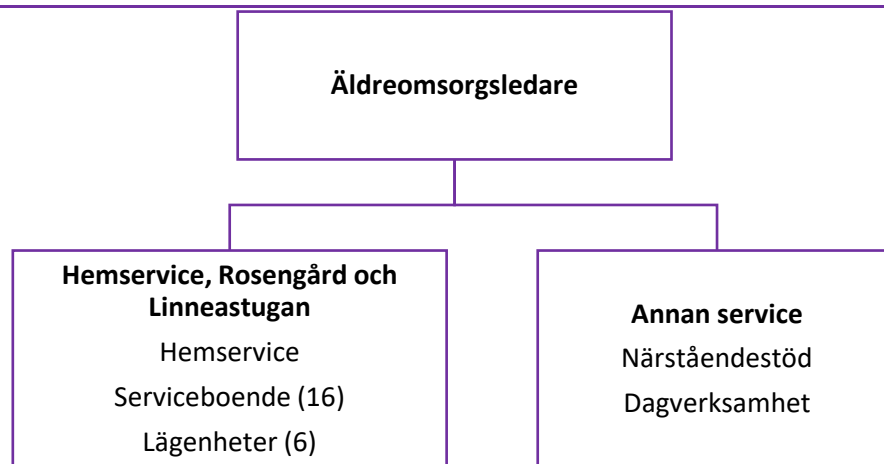 Äldreomsorgsledare
Hemservice, Rosengård och
Linneastugan
Hemservice
Serviceboende (16)
Lägenheter (6)
Annan service
Närståendestöd
Dagverksamhet